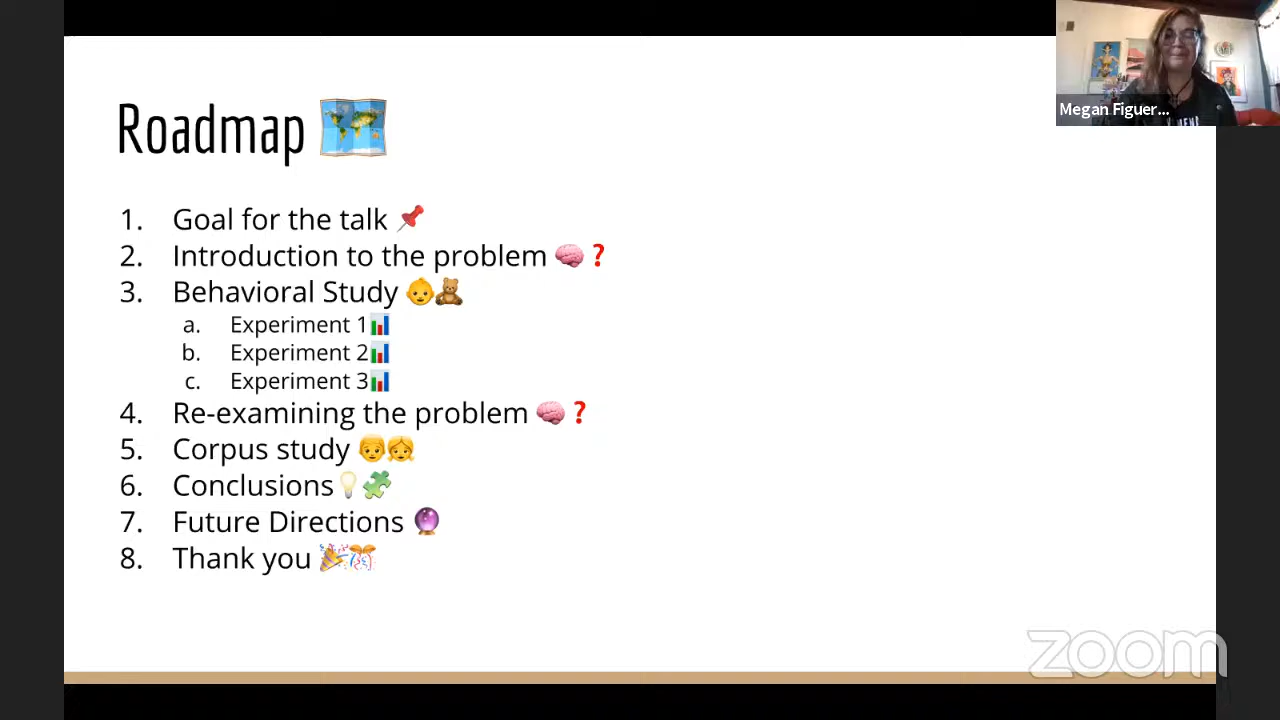 Roadmap
1. Goal for the talk
2. Introduction to the problem
3. Behavioral Study
a. Experiment 1
b. Experiment 2
c. Experiment 3
4. Re-examining the problem
5. Corpus study
6. Conclusions
7. Future Directions
8. Thank you
Megan Figuer...
zoom